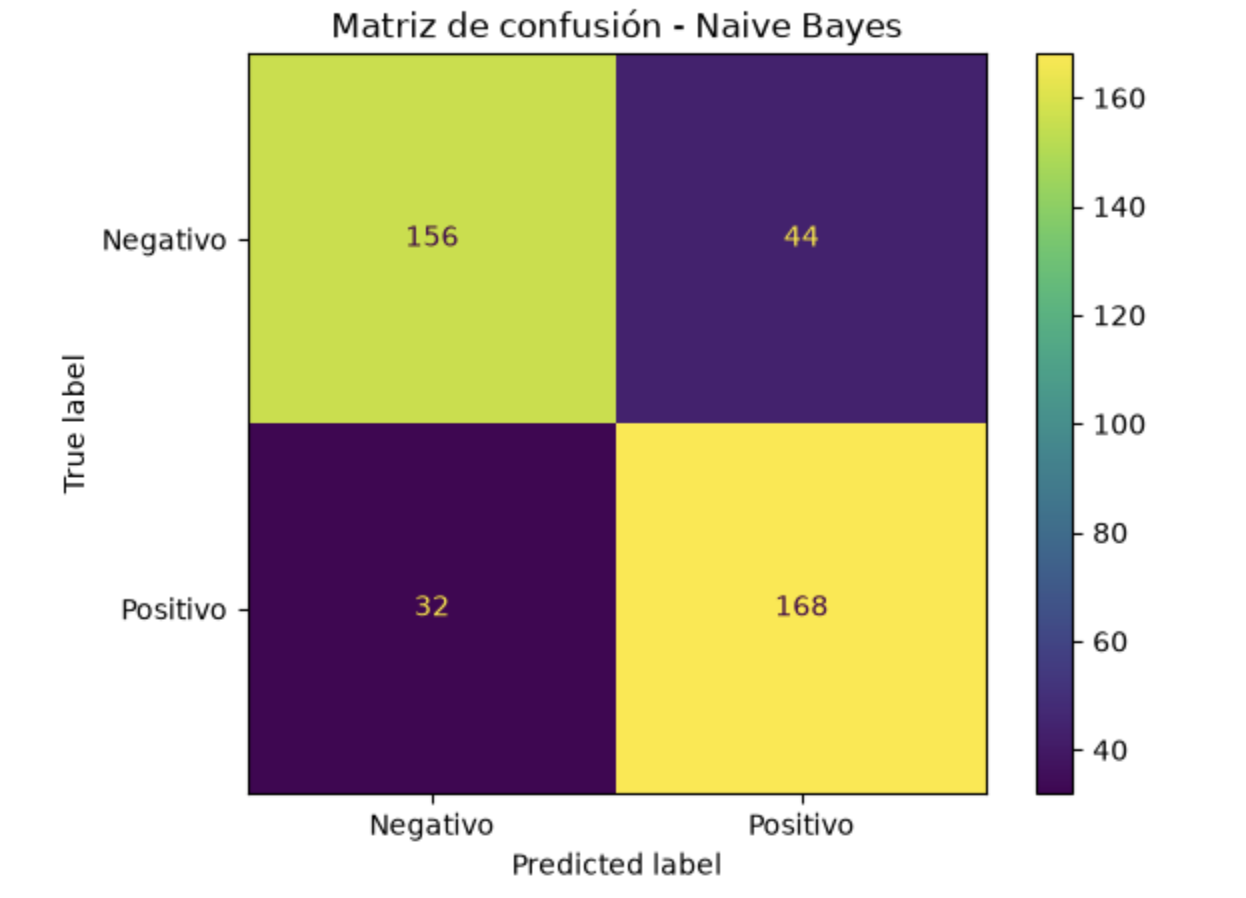 Matriz de confusión - Naive Bayes
True label
Negativo
156
44
Positivo
32
168
Negativo
Positivo
Predicted label
160
140
120
100
80
60
40